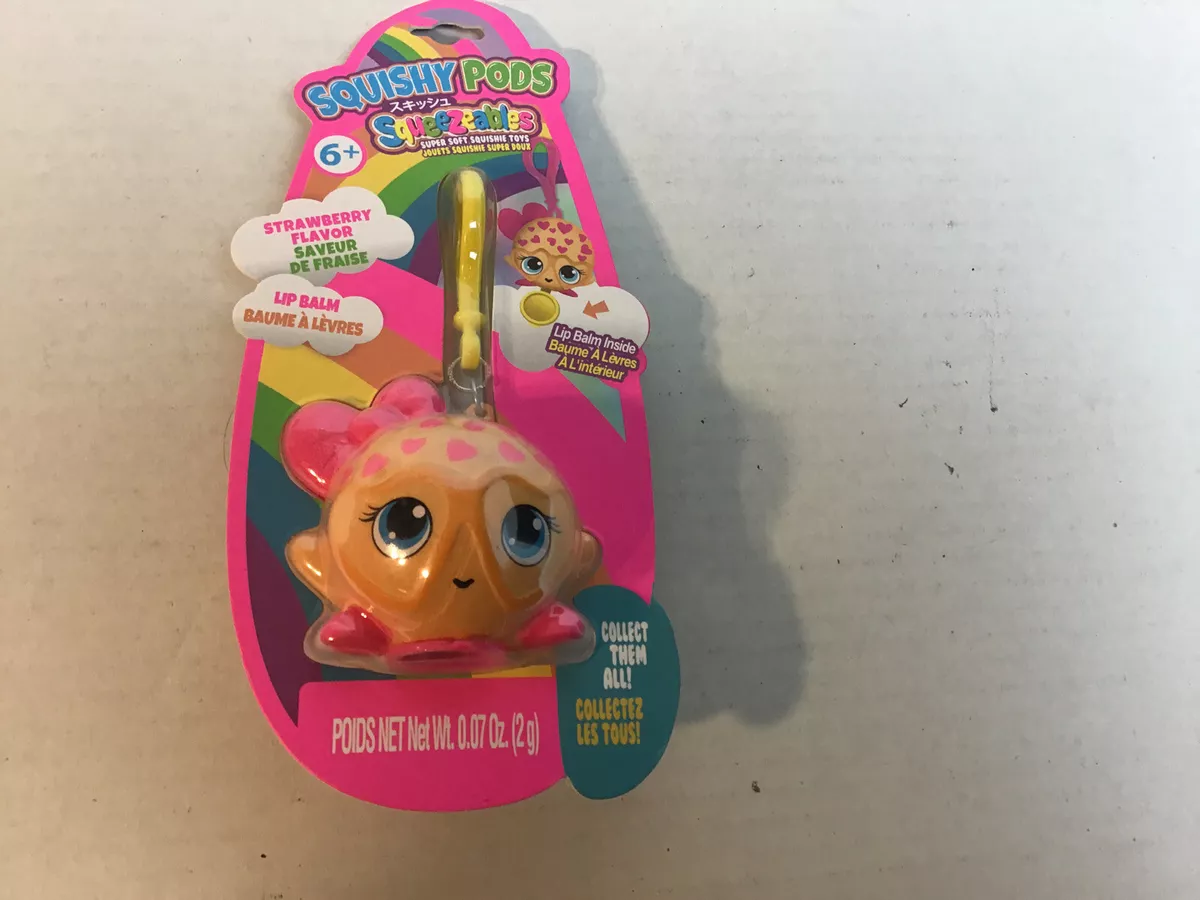 SQUISHY PODS
スキッシュ
Squeezeables
SUPER SOFT SQUISHIE TOYS
JOUETS SQUISHIE SUPER DOUX
6+
STRAWBERRY
FLAVOR
SAVEUR
DE FRAISE
LIP BALM
BAUME À LÈVRES
Lip Balm Inside
Baume À Lèvres
À L'intérieur
COLLECT
THEM
ALL!
COLLECTEZ
LES TOUS!
POIDS NET Net Wt. 0.07 Oz. (2 g)